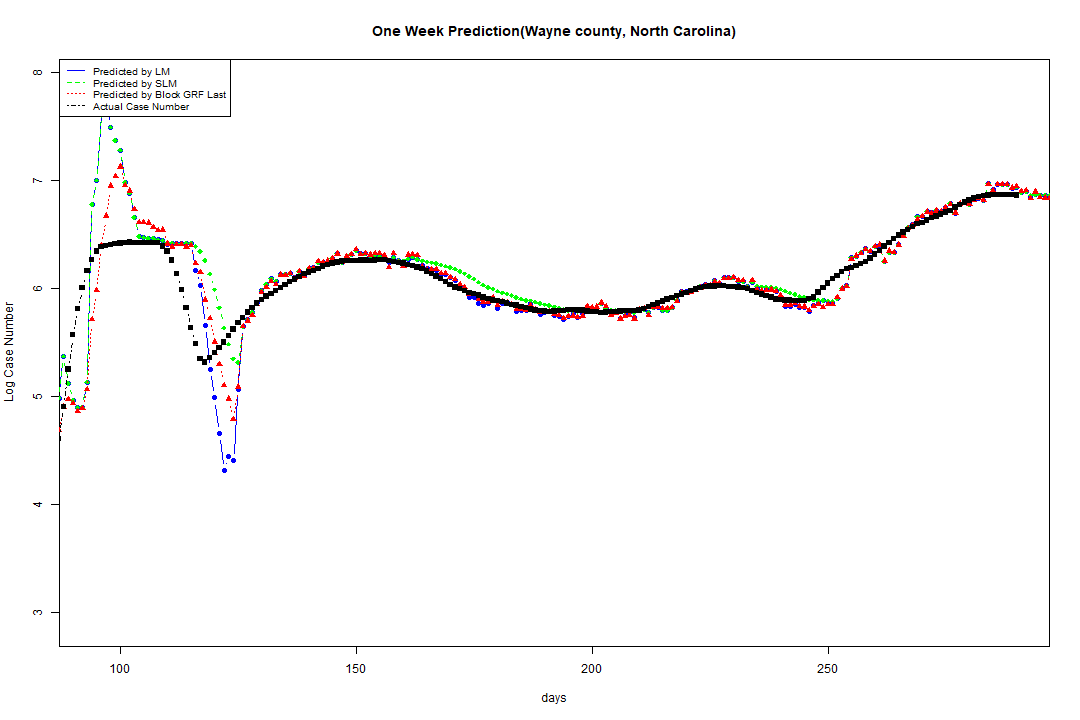 One Week Prediction(Wayne county, North Carolina)
Predicted by LM
Predicted by SLM
Predicted by Block GRF Last
Actual Case Number
8
7
6
5
4
3
Log Case Number
100
150
200
250
days